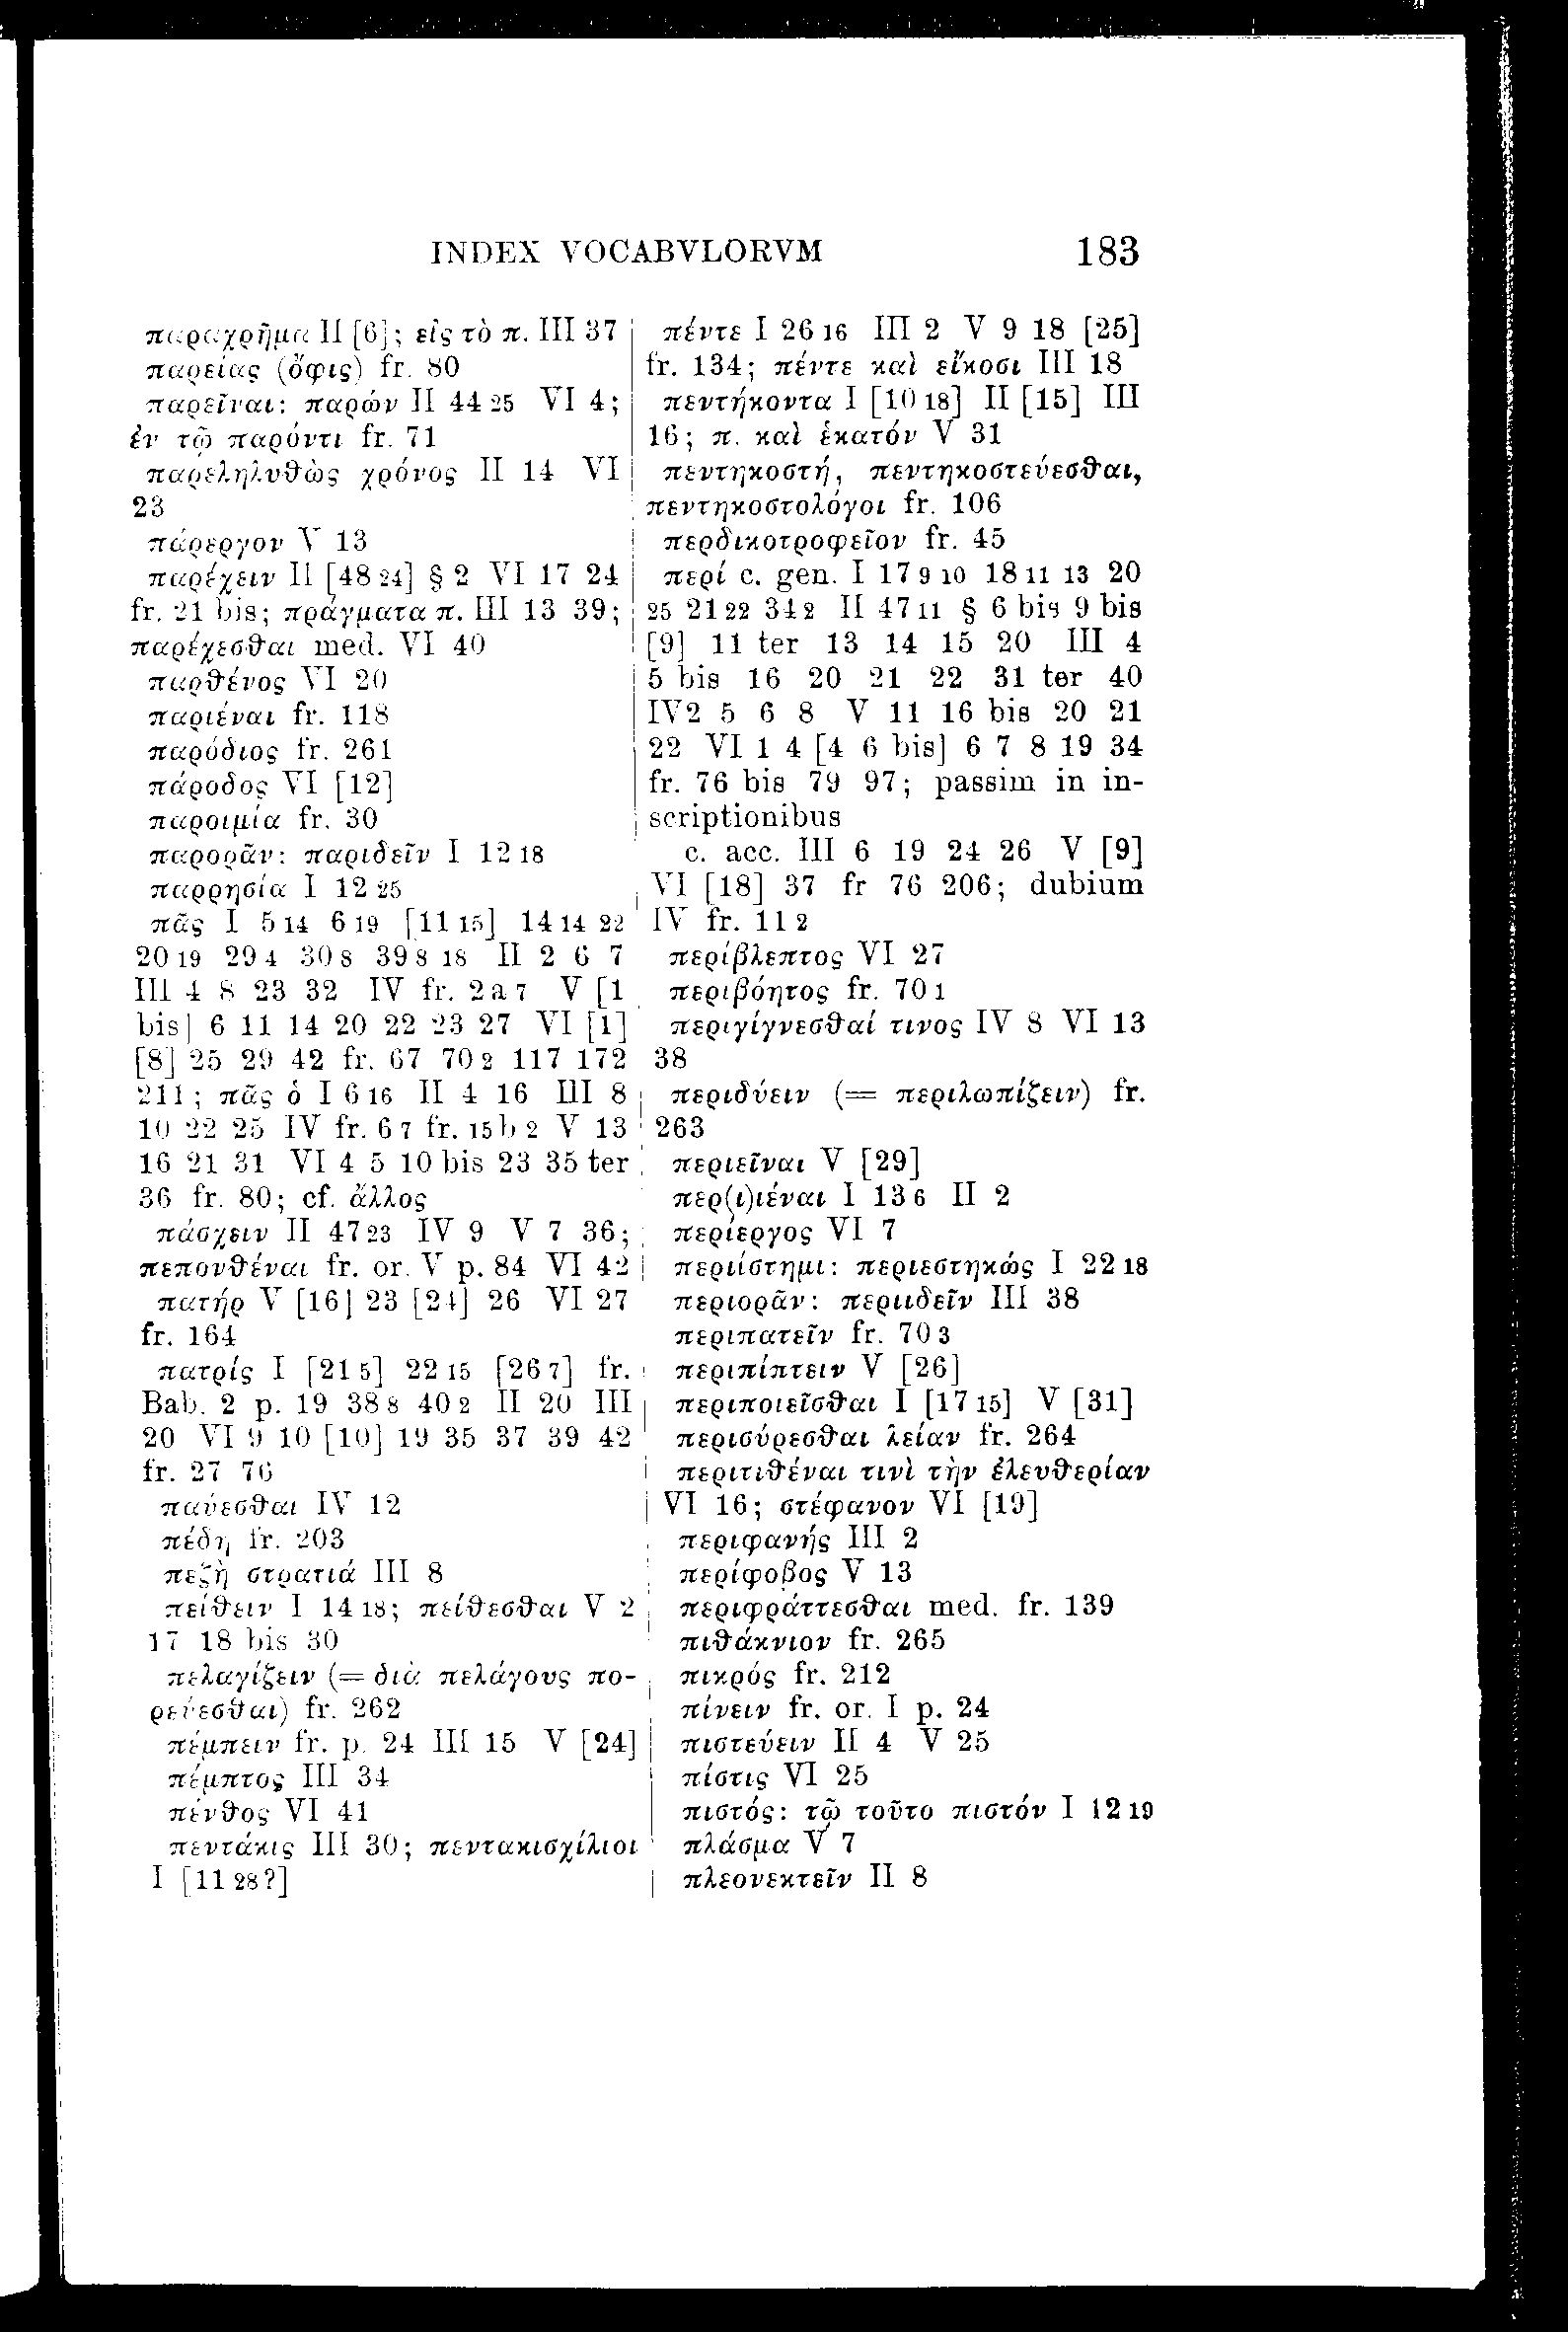 INDEX VOCABVLORVM 183
παραχρῆμα II [6]; εἰς τὸ π. III 37
παρείας (ὄφις) fr. 80
παρεῖναι: παρών II 44 25 VI 4;
ἐν τῷ παρόντι fr. 71
παρεληλυθὼς χρόνος II 14 VI
23
πάρεργον V 13
παρέχειν II [48 24] § 2 VI 17 24
fr. 21 bis; πράγματα π. III 13 39;
παρέχεσθαι med. VI 40
παρθένος VI 20
παριέναι fr. 118
παρόδιος fr. 261
πάροδος VI [12]
παροιμία fr. 30
παρορᾶν: παριδεῖν I 12 18
παρρησία I 12 25
πᾶς I 5 14 6 19 [11 15] 14 14 22
20 19 29 4 30 8 39 8 18 II 2 6 7
III 4 8 23 32 IV fr. 2 a 7 V [1
bis] 6 11 14 20 22 23 27 VI [1]
[8] 25 29 42 fr. 67 70 2 117 172
211; πᾶς ὁ I 6 16 II 4 16 III 8
10 22 25 IV fr. 6 7 fr. 15 b 2 V 13
16 21 31 VI 4 5 10 bis 23 35 ter
36 fr. 80; cf. ἄλλος
πάσχειν II 47 23 IV 9 V 7 36;
πεπονθέναι fr. or. V p. 84 VI 42
πατήρ V [16] 23 [24] 26 VI 27
fr. 164
πατρίς I [21 5] 22 15 [26 7] fr.
Bab. 2 p. 19 38 8 40 2 II 20 III
20 VI 9 10 [10] 19 35 37 39 42
fr. 27 76
παύεσθαι IV 12
πέδη fr. 203
πεζὴ στρατιά III 8
πείθειν I 14 18; πείθεσθαι V 2
17 18 bis 30
πελαγίζειν (= διὰ πελάγους πο-
ρεύεσθαι) fr. 262
πέμπειν fr. p. 24 III 15 V [24]
πέμπτος III 34
πένθος VI 41
πεντάκις III 30; πεντακισχίλιοι
I [11 28?]
πέντε I 26 16 III 2 V 9 18 [25]
fr. 134; πέντε καὶ εἴκοσι III 18
πεντήκοντα I [10 18] II [15] III
16; π. καὶ ἑκατόν V 31
πεντηκοστή, πεντηκοστεύεσθαι,
πεντηκοστολόγοι fr. 106
περδικοτροφεῖον fr. 45
περί c. gen. I 17 9 10 18 11 13 20
25 21 22 34 2 II 47 11 § 6 bis 9 bis
[9] 11 ter 13 14 15 20 III 4
5 bis 16 20 21 22 31 ter 40
IV 2 5 6 8 V 11 16 bis 20 21
22 VI 1 4 [4 6 bis] 6 7 8 19 34
fr. 76 bis 79 97; passim in in-
scriptionibus
c. acc. III 6 19 24 26 V [9]
VI [18] 37 fr 76 206; dubium
IV fr. 11 2
περίβλεπτος VI 27
περιβόητος fr. 70 1
περιγίγνεσθαί τινος IV 8 VI 13
38
περιδύειν (= περιλωπίζειν) fr.
263
περιεῖναι V [29]
περ(ι)ιέναι I 13 6 II 2
περίεργος VI 7
περιίστημι: περιεστηκώς I 22 18
περιορᾶν: περιιδεῖν III 38
περιπατεῖν fr. 70 3
περιπίπτειν V [26]
περιποιεῖσθαι I [17 15] V [31]
περισύρεσθαι λείαν fr. 264
περιτιθέναι τινὶ τὴν ἐλευθερίαν
VI 16; στέφανον VI [19]
περιφανής III 2
περίφοβος V 13
περιφράττεσθαι med. fr. 139
πιθάκνιον fr. 265
πικρός fr. 212
πίνειν fr. or. I p. 24
πιστεύειν II 4 V 25
πίστις VI 25
πιστός: τῷ τοῦτο πιστόν I 12 19
πλάσμα V 7
πλεονεκτεῖν II 8